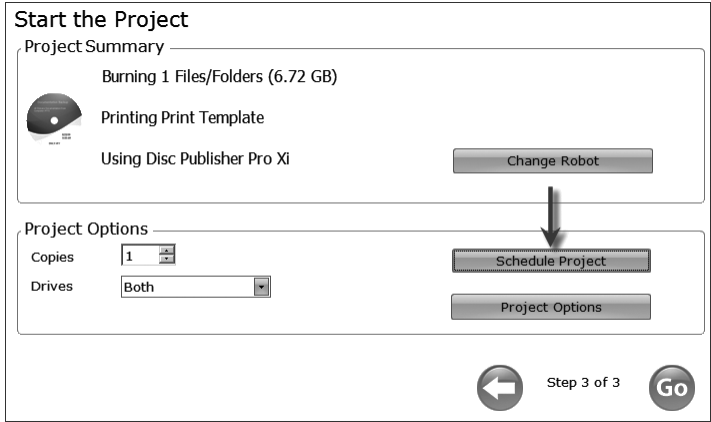 Start the Project
Project Summary
Burning 1 Files/Folders (6.72 GB)
Printing Print Template
Using Disc Publisher Pro Xi
Change Robot
Project Options
Copies
1
Schedule Project
Drives
Both
Project Options
Step 3 of 3
Go